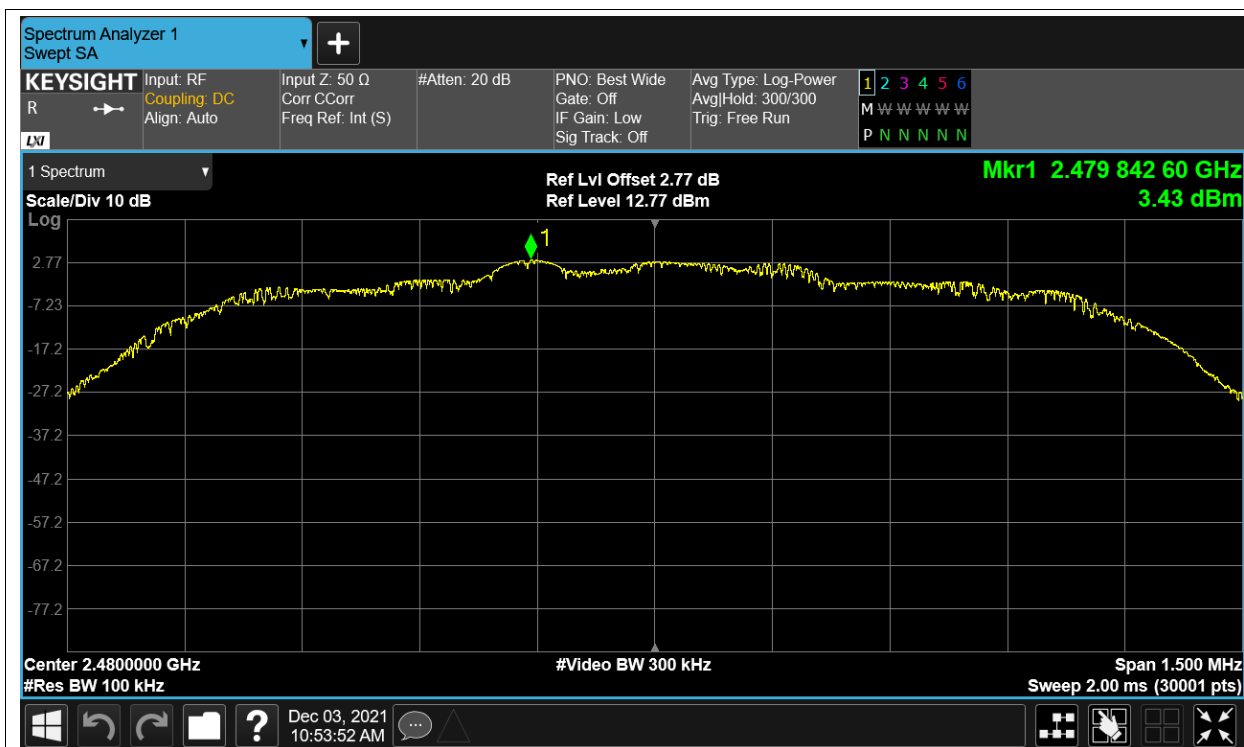 Spectrum Analyzer 1
Swept SA
KEYSIGHT
R
LXI
Input: RF
Coupling: DC
Align: Auto
Input Z: 50 Ω
Corr CCorr
Freq Ref: Int (S)
#Atten: 20 dB
PNO: Best Wide
Gate: Off
IF Gain: Low
Sig Track: Off
Avg Type: Log-Power
Avg|Hold: 300/300
Trig: Free Run
1 2 3 4 5 6
M W W W W W
P N N N N N
1 Spectrum
Scale/Div 10 dB
Log
Ref Lvl Offset 2.77 dB
Ref Level 12.77 dBm
Mkr1 2.479 842 60 GHz
3.43 dBm
1
2.77
-7.23
-17.2
-27.2
-37.2
-47.2
-57.2
-67.2
-77.2
Center 2.4800000 GHz
#Res BW 100 kHz
#Video BW 300 kHz
Span 1.500 MHz
Sweep 2.00 ms (30001 pts)
?
Dec 03, 2021
10:53:52 AM